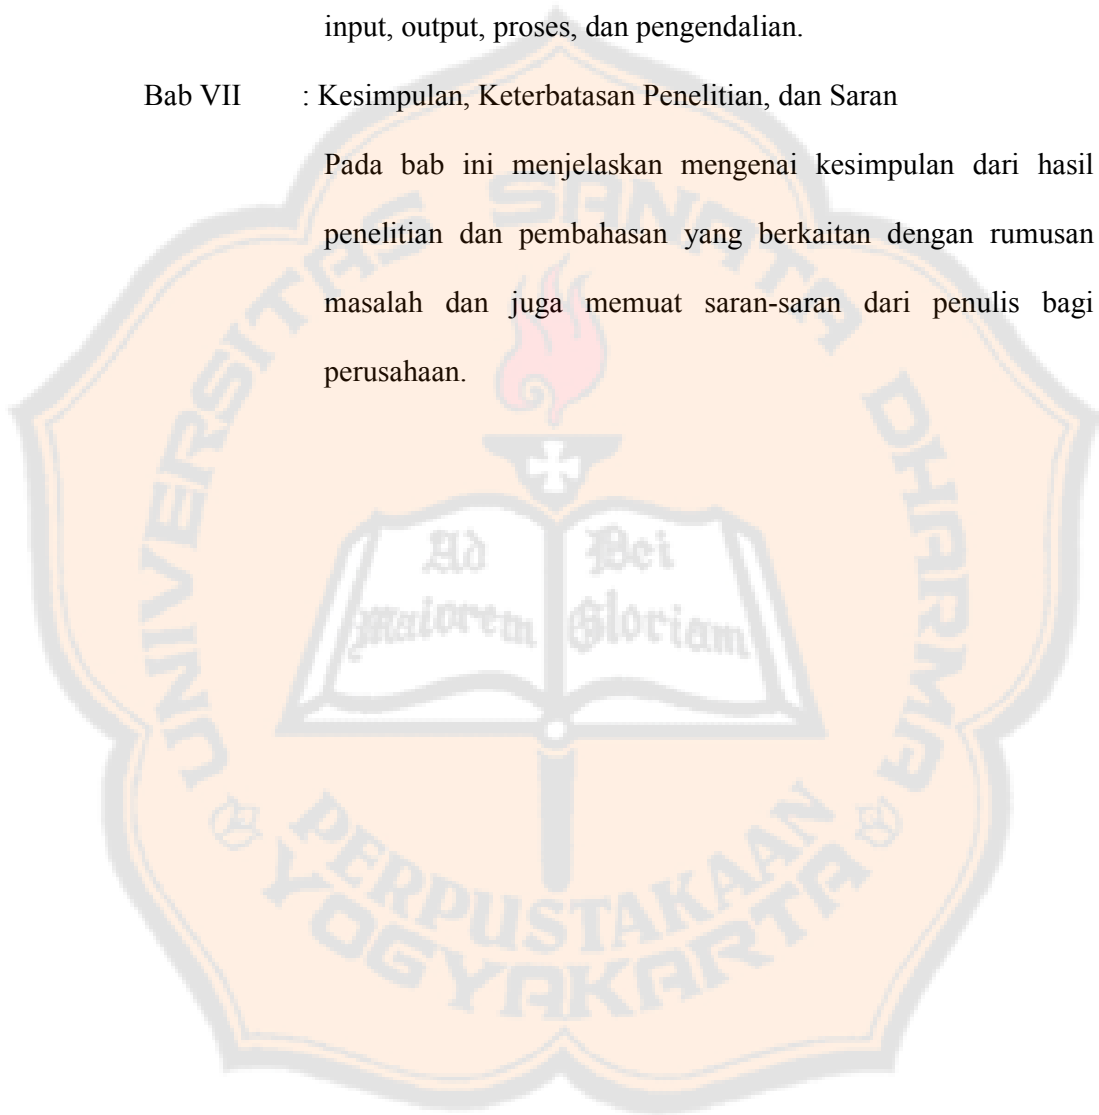 input, output, proses, dan pengendalian.
Bab VII : Kesimpulan, Keterbatasan Penelitian, dan Saran
Pada bab ini menjelaskan mengenai kesimpulan dari hasil
penelitian dan pembahasan yang berkaitan dengan rumusan
masalah dan juga memuat saran-saran dari penulis bagi
perusahaan.
UNIVERSITAS SANATA DHARMA
Ad Dei
Maiorem Gloriam
PERPUSTAKAAN
YOGYAKARTA